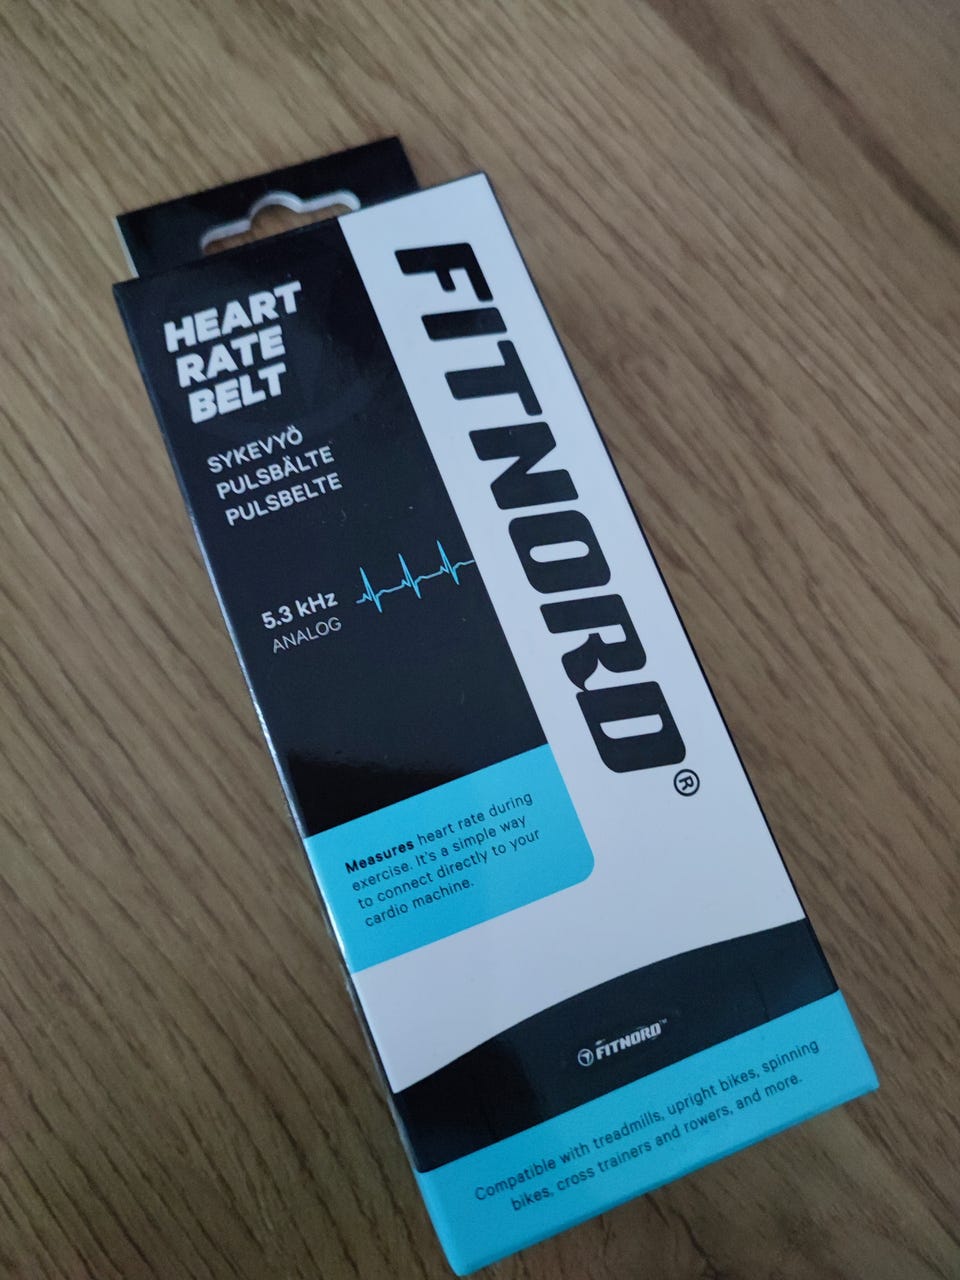 HEART
RATE
BELT
SYKEVYÖ
PULSBÄLTE
PULSBELTE
5.3 kHz
ANALOG
FITNORD®
Measures heart rate during
exercise. It's a simple way
to connect directly to your
cardio machine.
FITNORD™
Compatible with treadmills, upright bikes, spinning
bikes, cross trainers and rowers, and more.